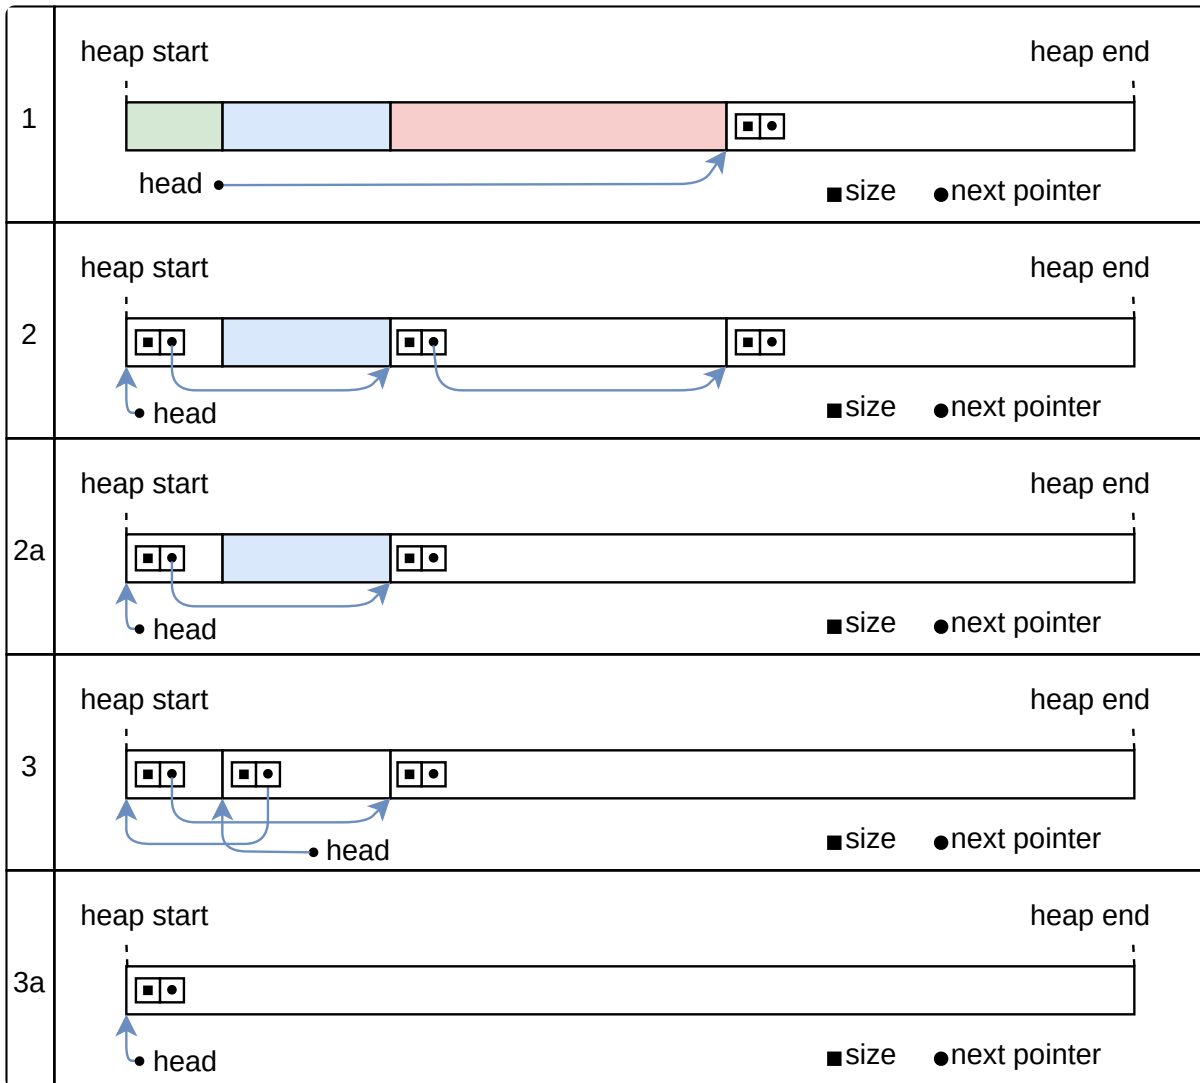 1
heap start
heap end
head
size
next pointer
2
heap start
heap end
head
size
next pointer
2a
heap start
heap end
head
size
next pointer
3
heap start
heap end
head
size
next pointer
3a
heap start
heap end
head
size
next pointer